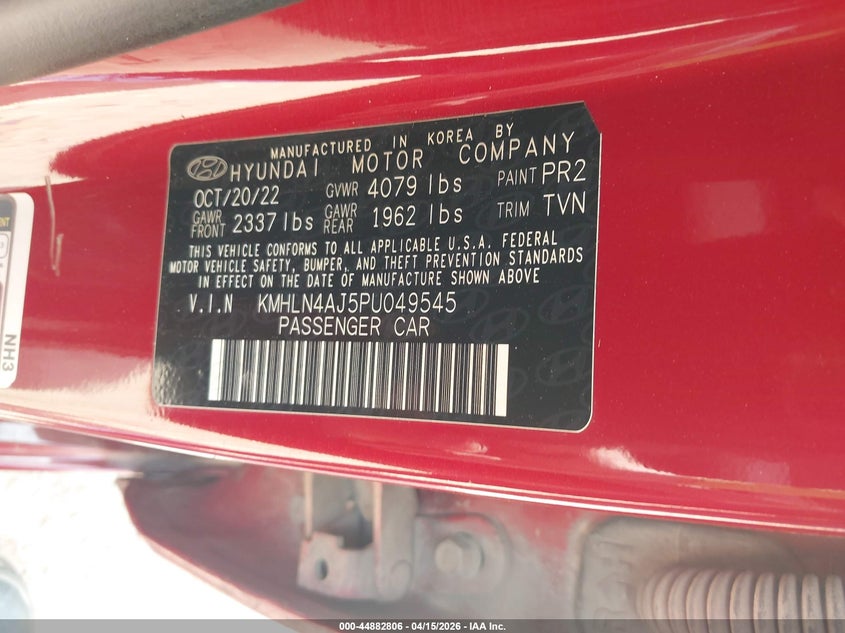 MANUFACTURED IN KOREA BY
HYUNDAI MOTOR COMPANY
OCT/20/22 GVWR 4079 lbs PAINT PR2
GAWR FRONT 2337 lbs GAWR REAR 1962 lbs TRIM TVN
THIS VEHICLE CONFORMS TO ALL APPLICABLE U.S.A. FEDERAL
MOTOR VEHICLE SAFETY, BUMPER, AND THEFT PREVENTION STANDARDS
IN EFFECT ON THE DATE OF MANUFACTURE SHOWN ABOVE
V.I.N KMHLN4AJ5PU049545
PASSENGER CAR
NH3
000-44882806 - 04/15/2026 - IAA Inc.